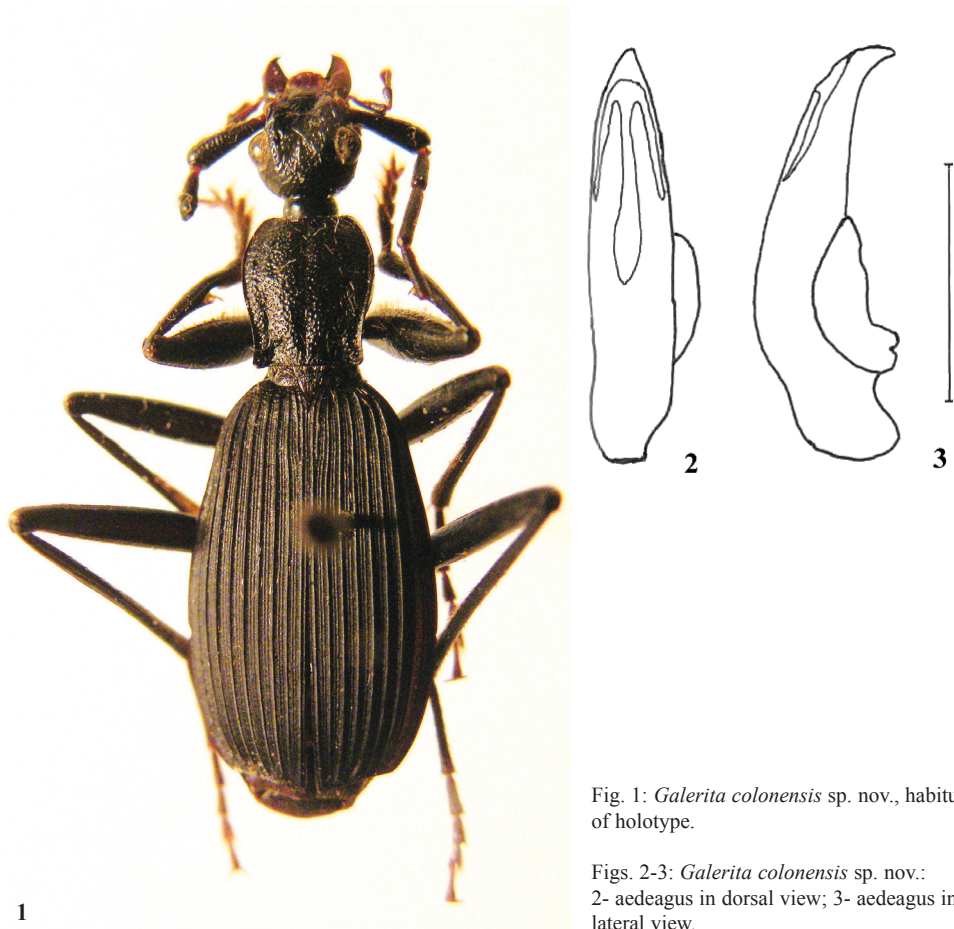 2
3
1
Fig. 1: Galerita colonensis sp. nov., habitu
of holotype.
Figs. 2-3: Galerita colonensis sp. nov.:
2- aedeagus in dorsal view; 3- aedeagus in
lateral view.